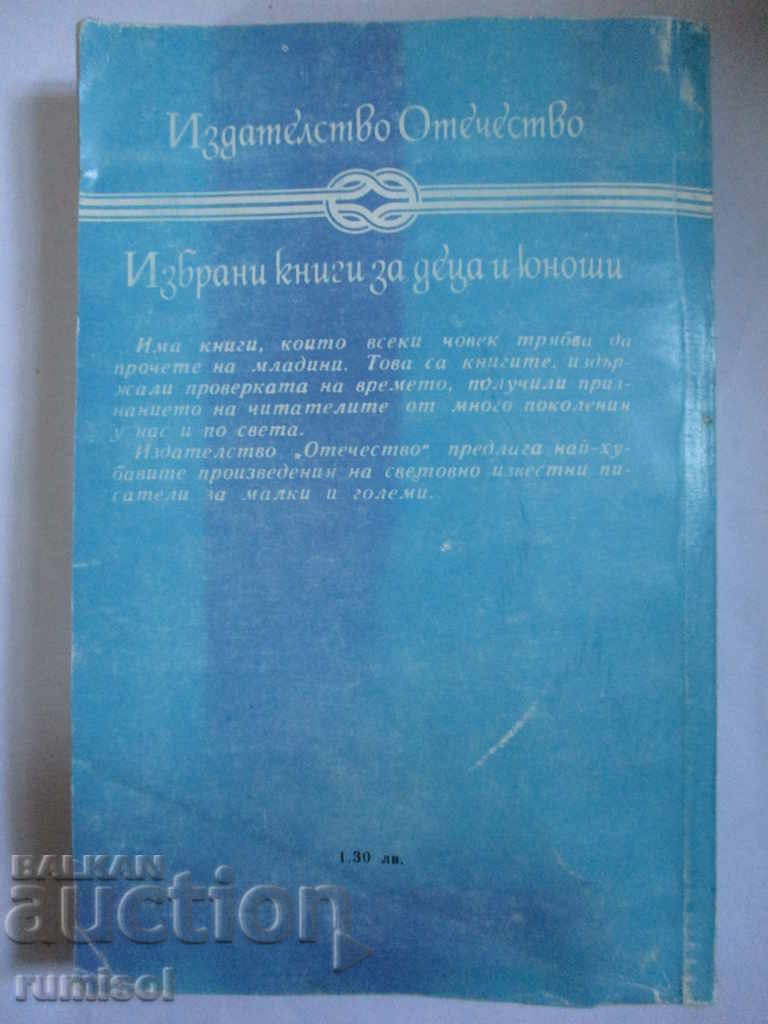 Издателство Отечество
Избрани книги за деца и юноши
Има книги, които всеки човек трябва да
прочете на младини. Това са книгите, издър-
жали проверката на времето, получили приз-
нанието на читателите от много поколения
у нас и по света.
Издателство „Отечество" предлага най-ху-
бавите произведения на световно известни пи-
сатели за малки и големи.
1.30 лв.
BALKAN
auction
rumisol